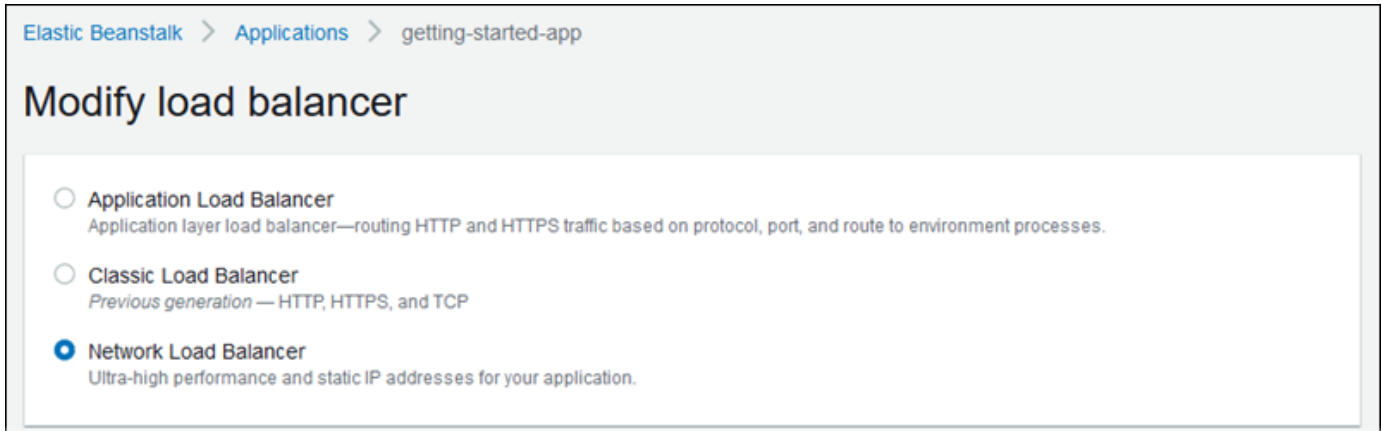 Elastic Beanstalk > Applications > getting-started-app
Modify load balancer
Application Load Balancer
Application layer load balancer—routing HTTP and HTTPS traffic based on protocol, port, and route to environment processes.
Classic Load Balancer
Previous generation — HTTP, HTTPS, and TCP
Network Load Balancer
Ultra-high performance and static IP addresses for your application.